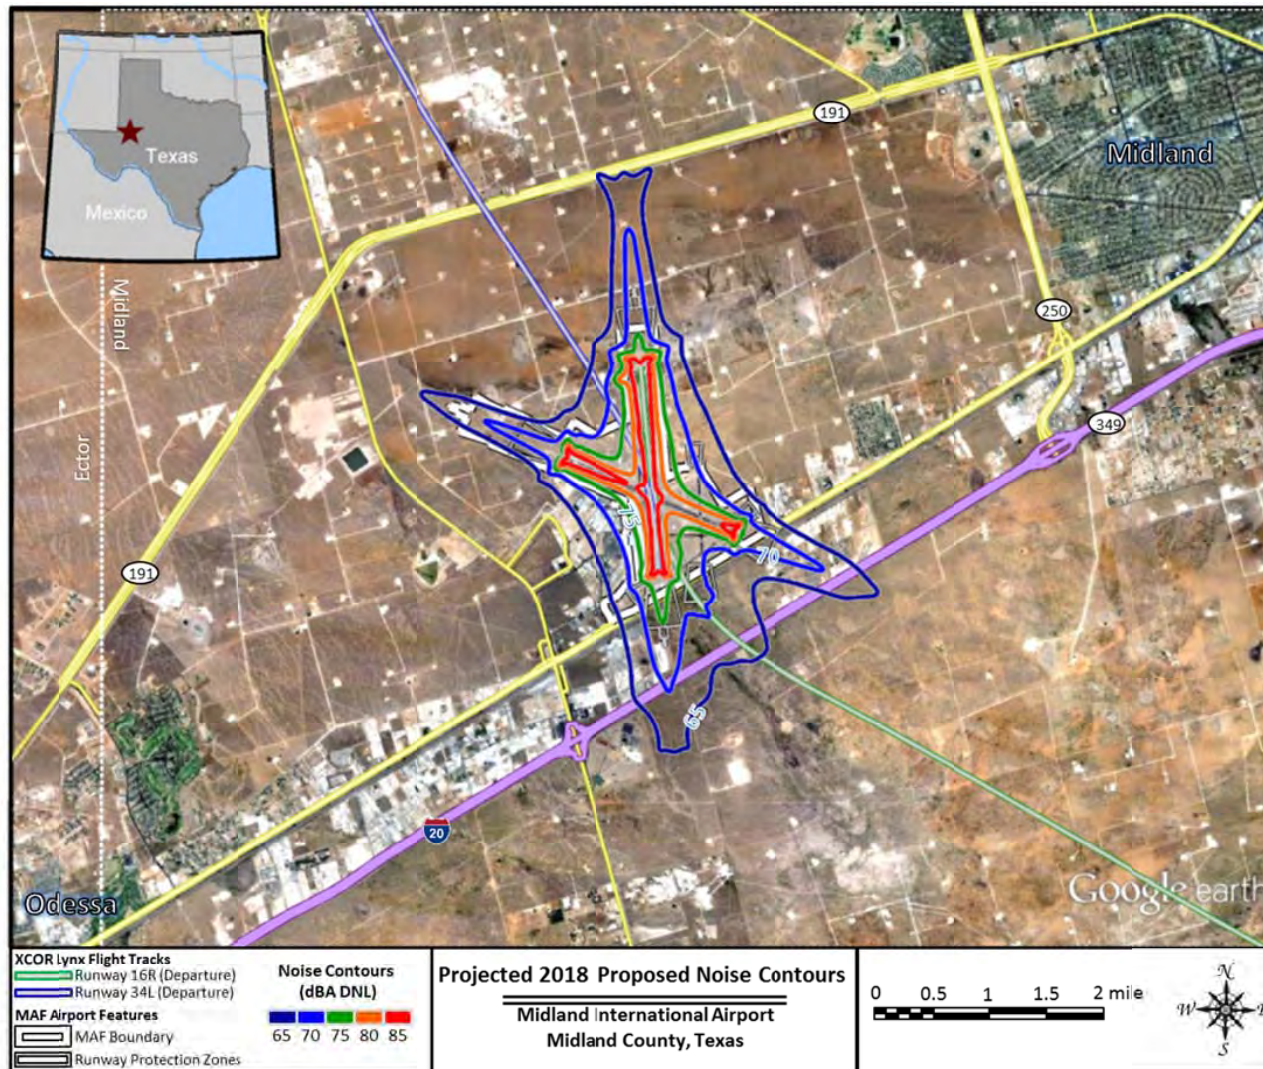 Texas
Mexico
191
Midland
Midland
250
349
Ector
75
70
191
65
20
Odessa
Google earth
XCOR Lynx Flight Tracks
Runway 16R (Departure)
Runway 34L (Departure)
MAF Airport Features
MAF Boundary
Runway Protection Zones
Noise Contours
(dBA DNL)
65 70 75 80 85
Projected 2018 Proposed Noise Contours
Midland International Airport
Midland County, Texas
0 0.5 1 1.5 2 mile
N
W E
S